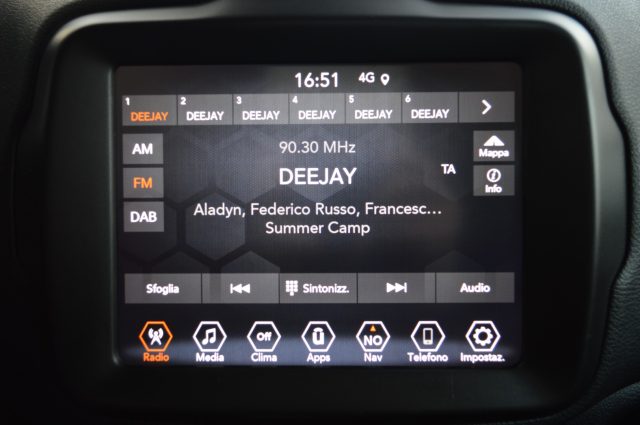 16:51 4G
1 DEEJAY 2 DEEJAY 3 DEEJAY 4 DEEJAY 5 DEEJAY 6 DEEJAY
AM
FM
DAB
90.30 MHz
DEEJAY
TA
Aladyn, Federico Russo, Francesc...
Summer Camp
Mappa
i
Info
Sfoglia Sintonizz. Audio
Off NO
Radio Media Clima Apps Nav Telefono Impostaz.